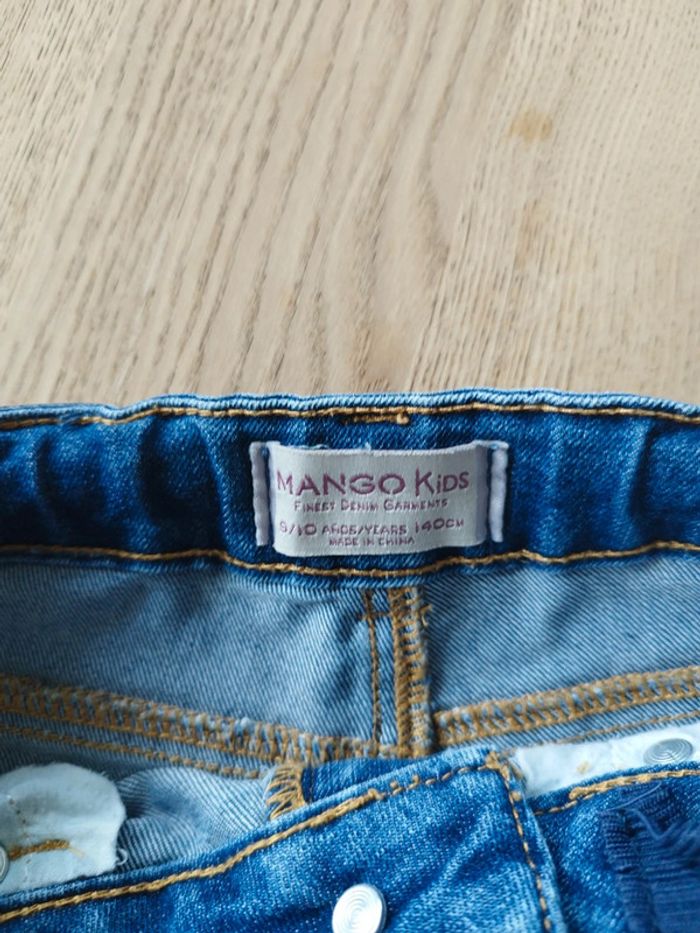 MANGO KIDS
FINEST DENIM GARMENTS
9/10 AÑOS/YEARS 140CM
MADE IN CHINA